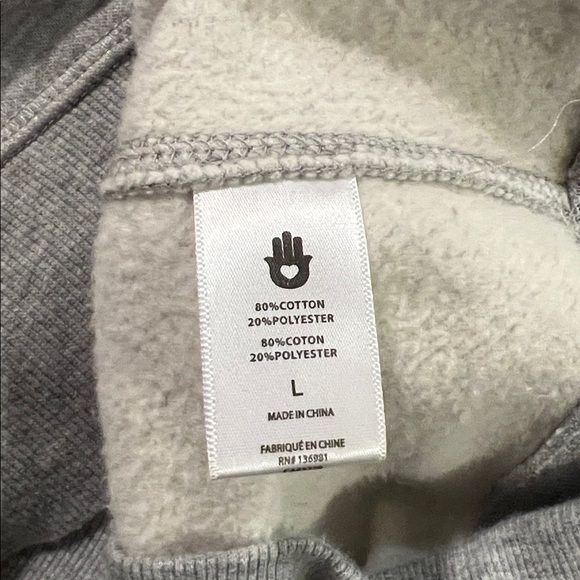 80%COTTON
20%POLYESTER
80%COTON
20%POLYESTER
L
MADE IN CHINA
FABRIQUÉ EN CHINE
RN# 136981